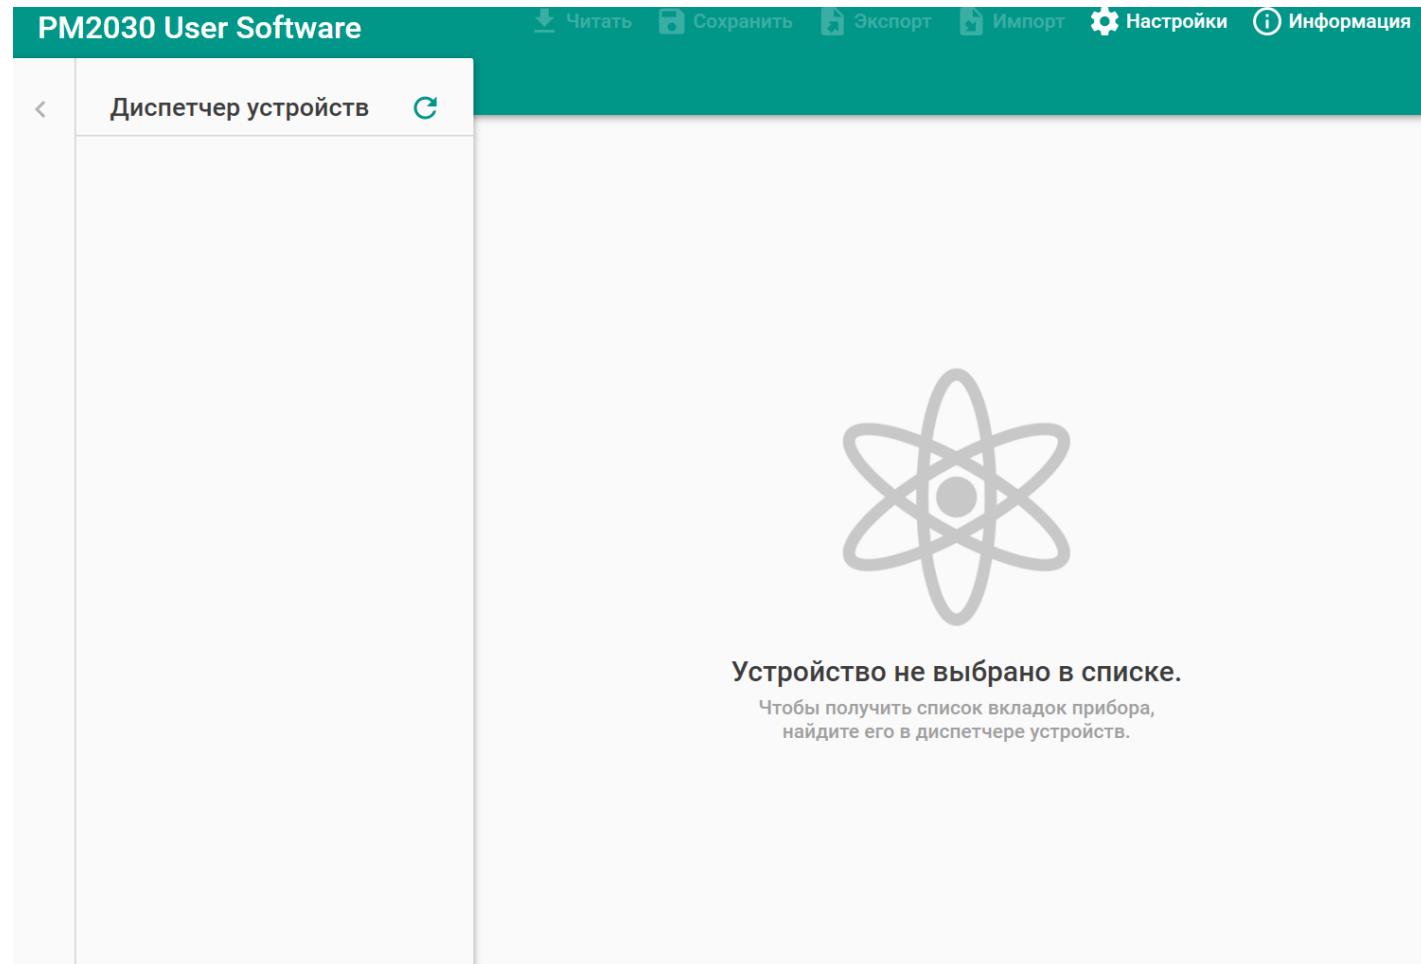 PM2030 User Software
Читать Сохранить Экспорт Импорт Настройки Информация
Диспетчер устройств
Устройство не выбрано в списке.
Чтобы получить список вкладок прибора,
найдите его в диспетчере устройств.